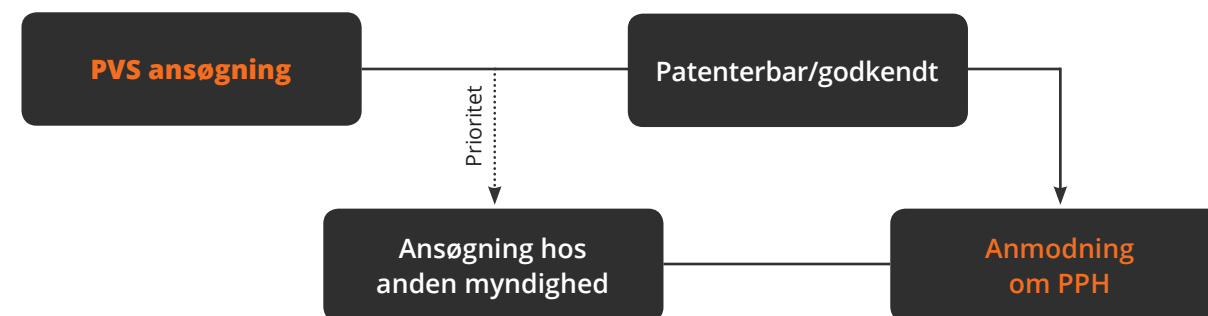 PVS ansøgning
Patenterbar/godkendt
Prioritet
Ansøgning hos
anden myndighed
Anmodning
om PPH